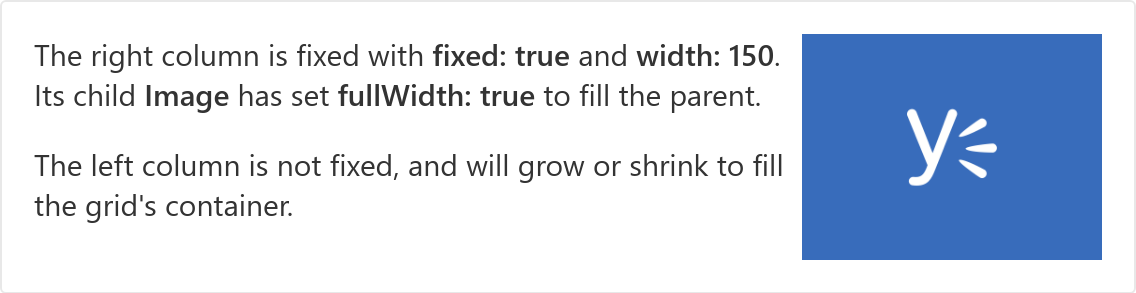 The right column is fixed with fixed: true and width: 150.
Its child Image has set fullWidth: true to fill the parent.
The left column is not fixed, and will grow or shrink to fill
the grid's container.
y